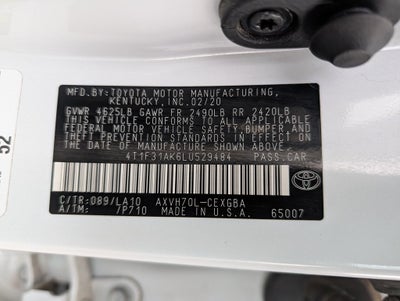 MFD.BY:TOYOTA MOTOR MANUFACTURING,
KENTUCKY,INC.02/20
GVWR 4625LB GAWR FR 2490LB RR 2420LB
THIS VEHICLE CONFORMS TO ALL APPLICABLE
FEDERAL MOTOR VEHICLE SAFETY,BUMPER,AND
THEFT PREVENTION STANDARDS IN EFFECT ON
THE DATE OF MANUFACTURE SHOWN ABOVE.
4T1F31AK6LU529484 PASS.CAR
C/TR:089/LA10 AXVH70L-CEXGBA
A/TM: /P710 MADE IN U.S.A. 65007
52